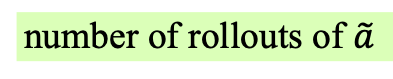 number of rollouts of ã